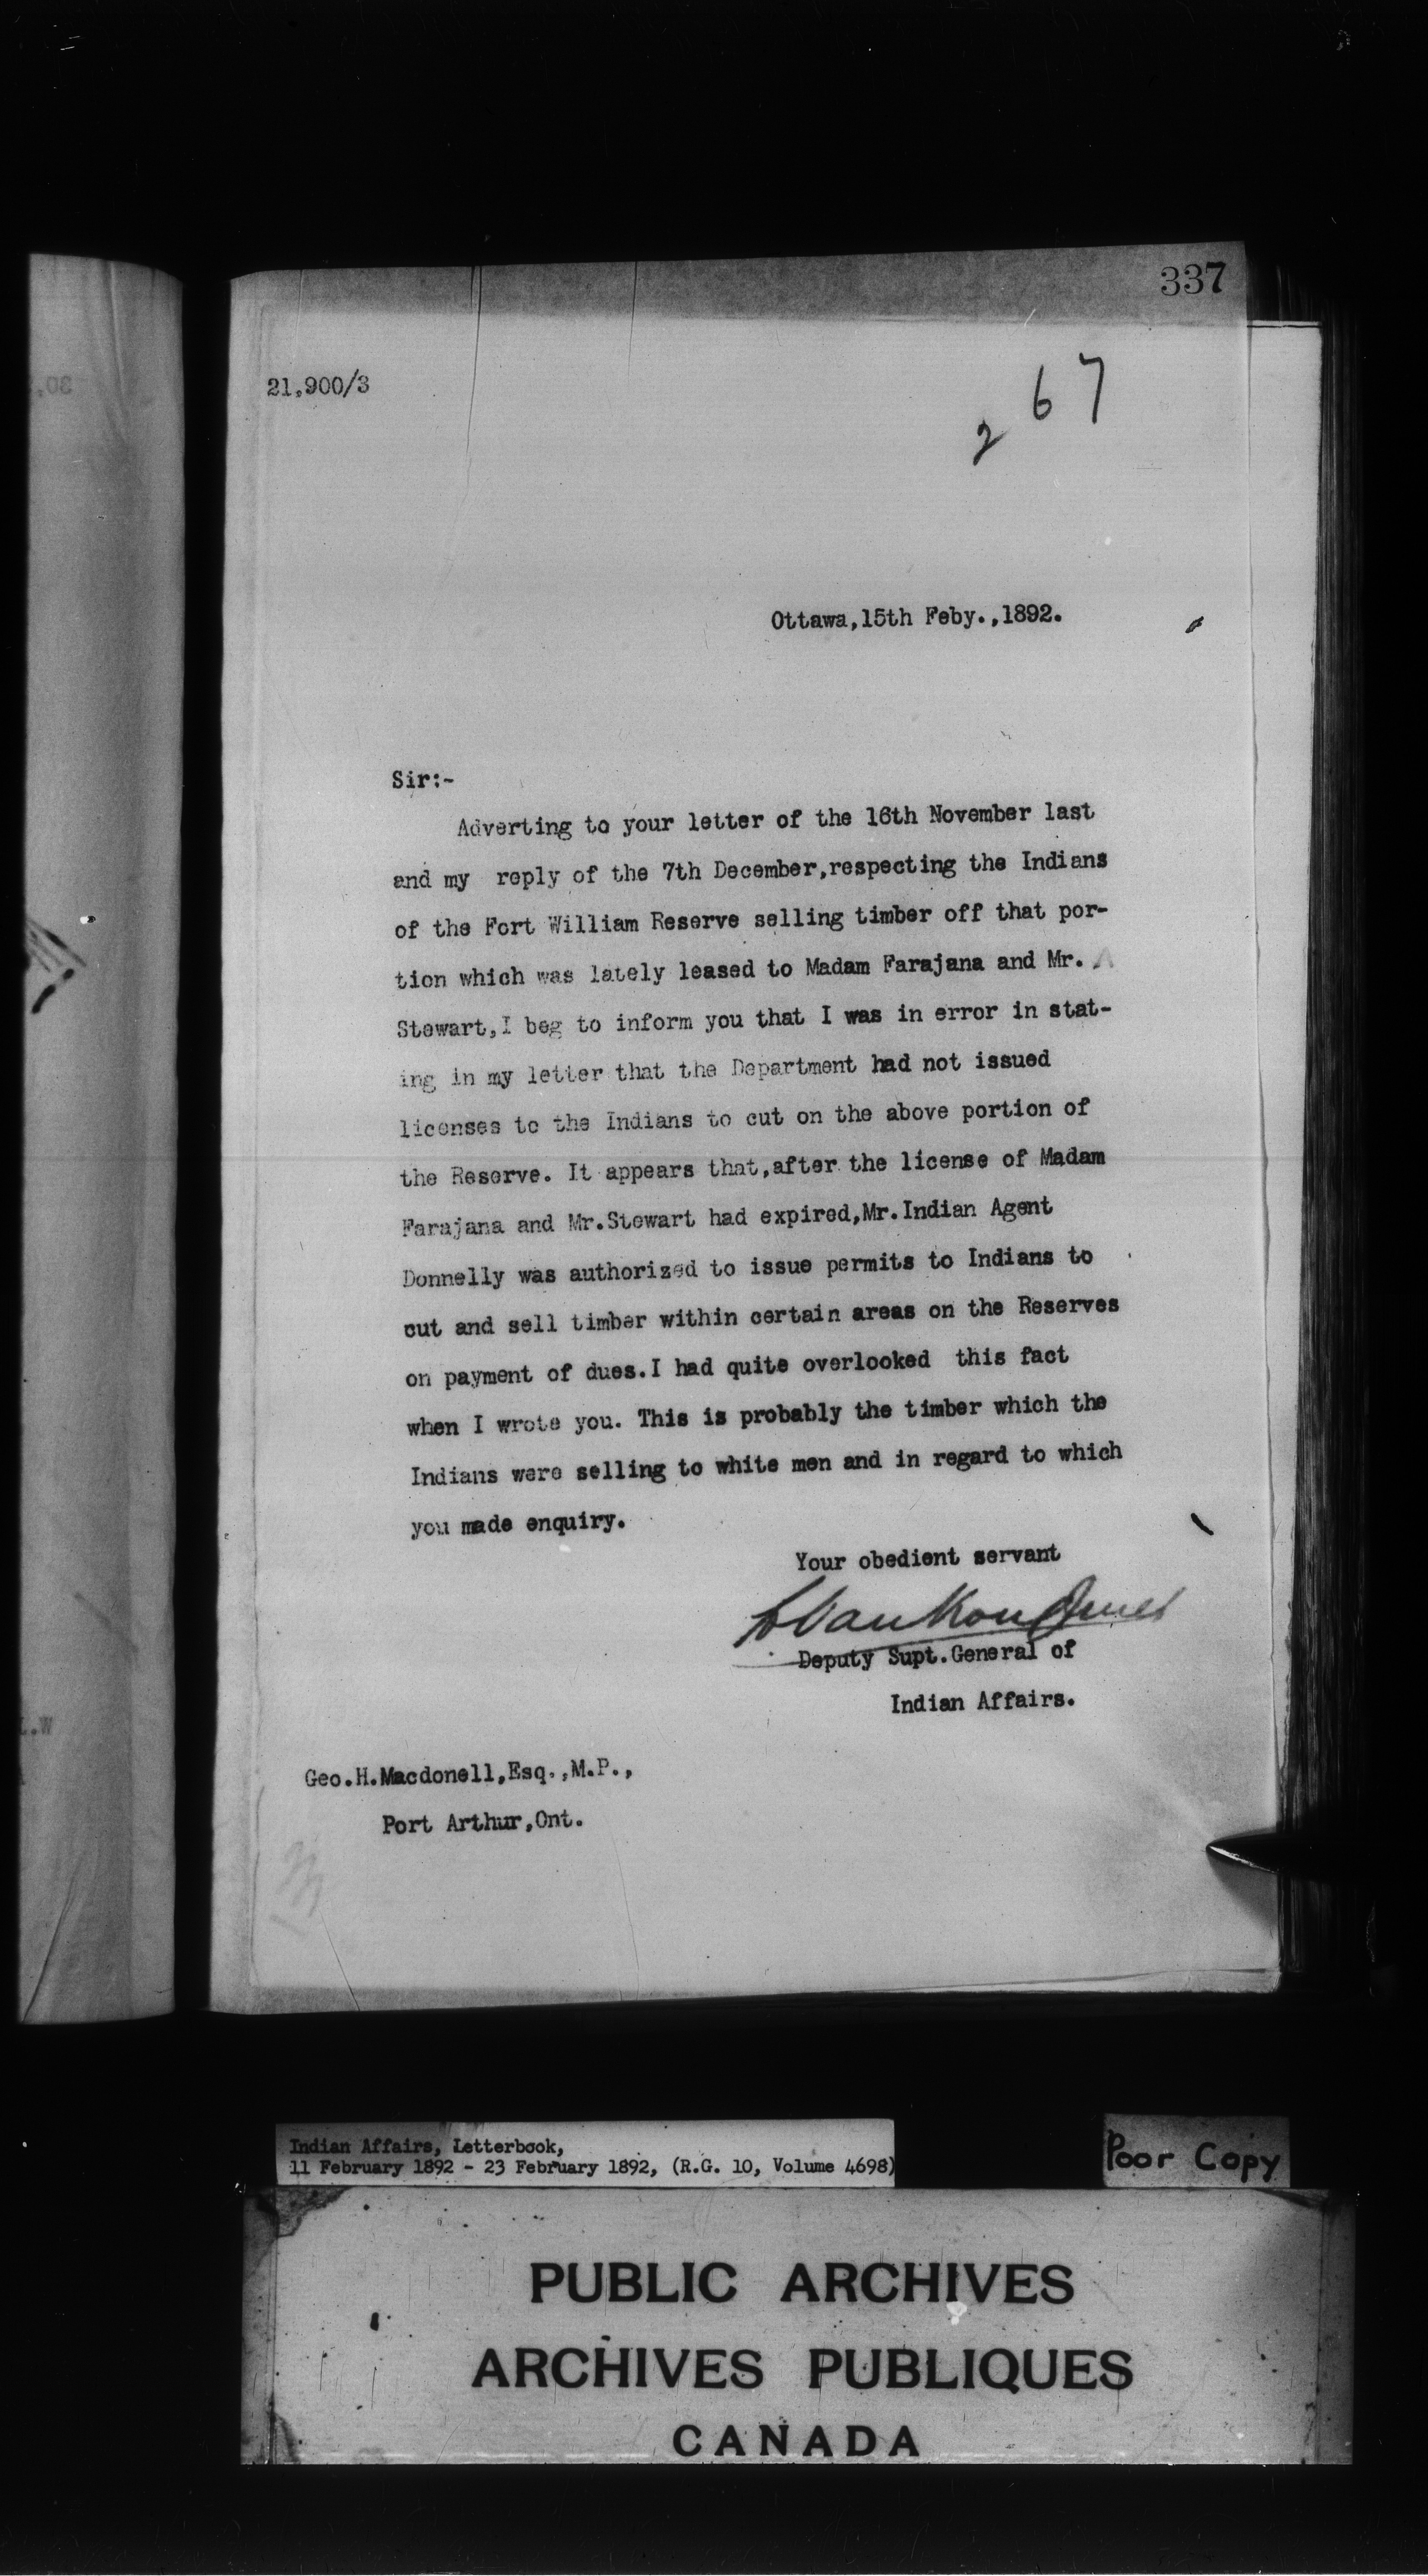 337
21,900/3
2 67
Ottawa,15th Feby.,1892.
Sir:-
Adverting to your letter of the 16th November last
and my reply of the 7th December,respecting the Indians
of the Fort William Reserve selling timber off that por-
tion which was lately leased to Madam Farajana and Mr.
Stewart,I beg to inform you that I was in error in stat-
ing in my letter that the Department had not issued
licenses to the Indians to cut on the above portion of
the Reserve. It appears that,after the license of Madam
Farajana and Mr.Stewart had expired,Mr.Indian Agent
Donnelly was authorized to issue permits to Indians to
cut and sell timber within certain areas on the Reserves
on payment of dues.I had quite overlooked this fact
when I wrote you. This is probably the timber which the
Indians were selling to white men and in regard to which
you made enquiry.
Your obedient servant
Deputy Supt.General of
Indian Affairs.
Geo.H.Macdonell,Esq.,M.P.,
Port Arthur,Ont.
Indian Affairs, Letterbook,
11 February 1892 - 23 February 1892, (R.G. 10, Volume 4698)
Poor Copy
PUBLIC ARCHIVES
ARCHIVES PUBLIQUES
CANADA